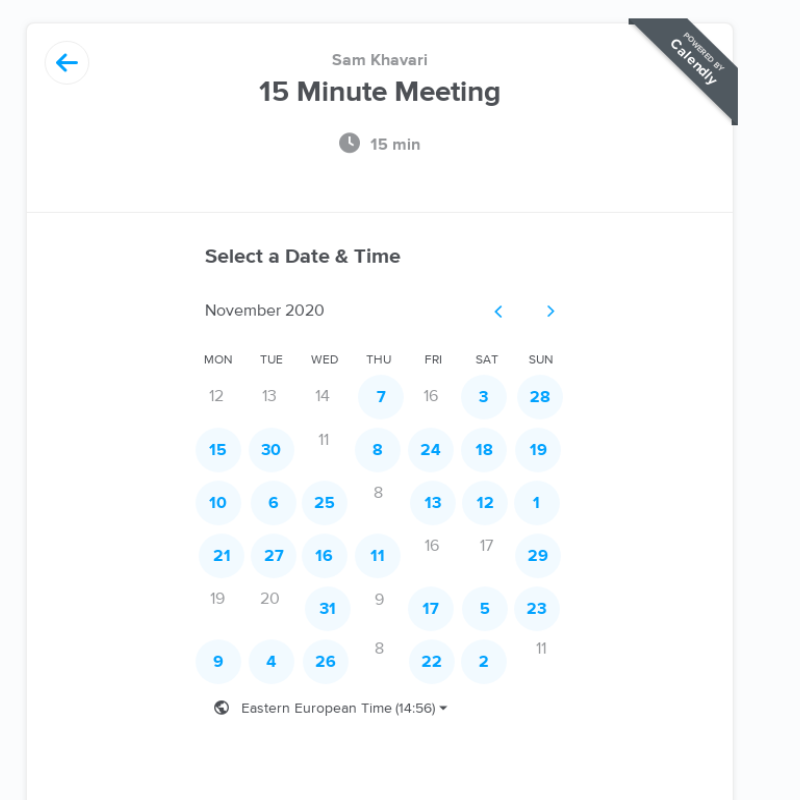 POWERED BY
Calendly
Sam Khavari
15 Minute Meeting
15 min
Select a Date & Time
November 2020
MON TUE WED THU FRI SAT SUN
12 13 14 7 16 3 28
15 30 11 8 24 18 19
10 6 25 8 13 12 1
21 27 16 11 16 17 29
19 20 31 9 17 5 23
9 4 26 8 22 2 11
Eastern European Time (14:56)